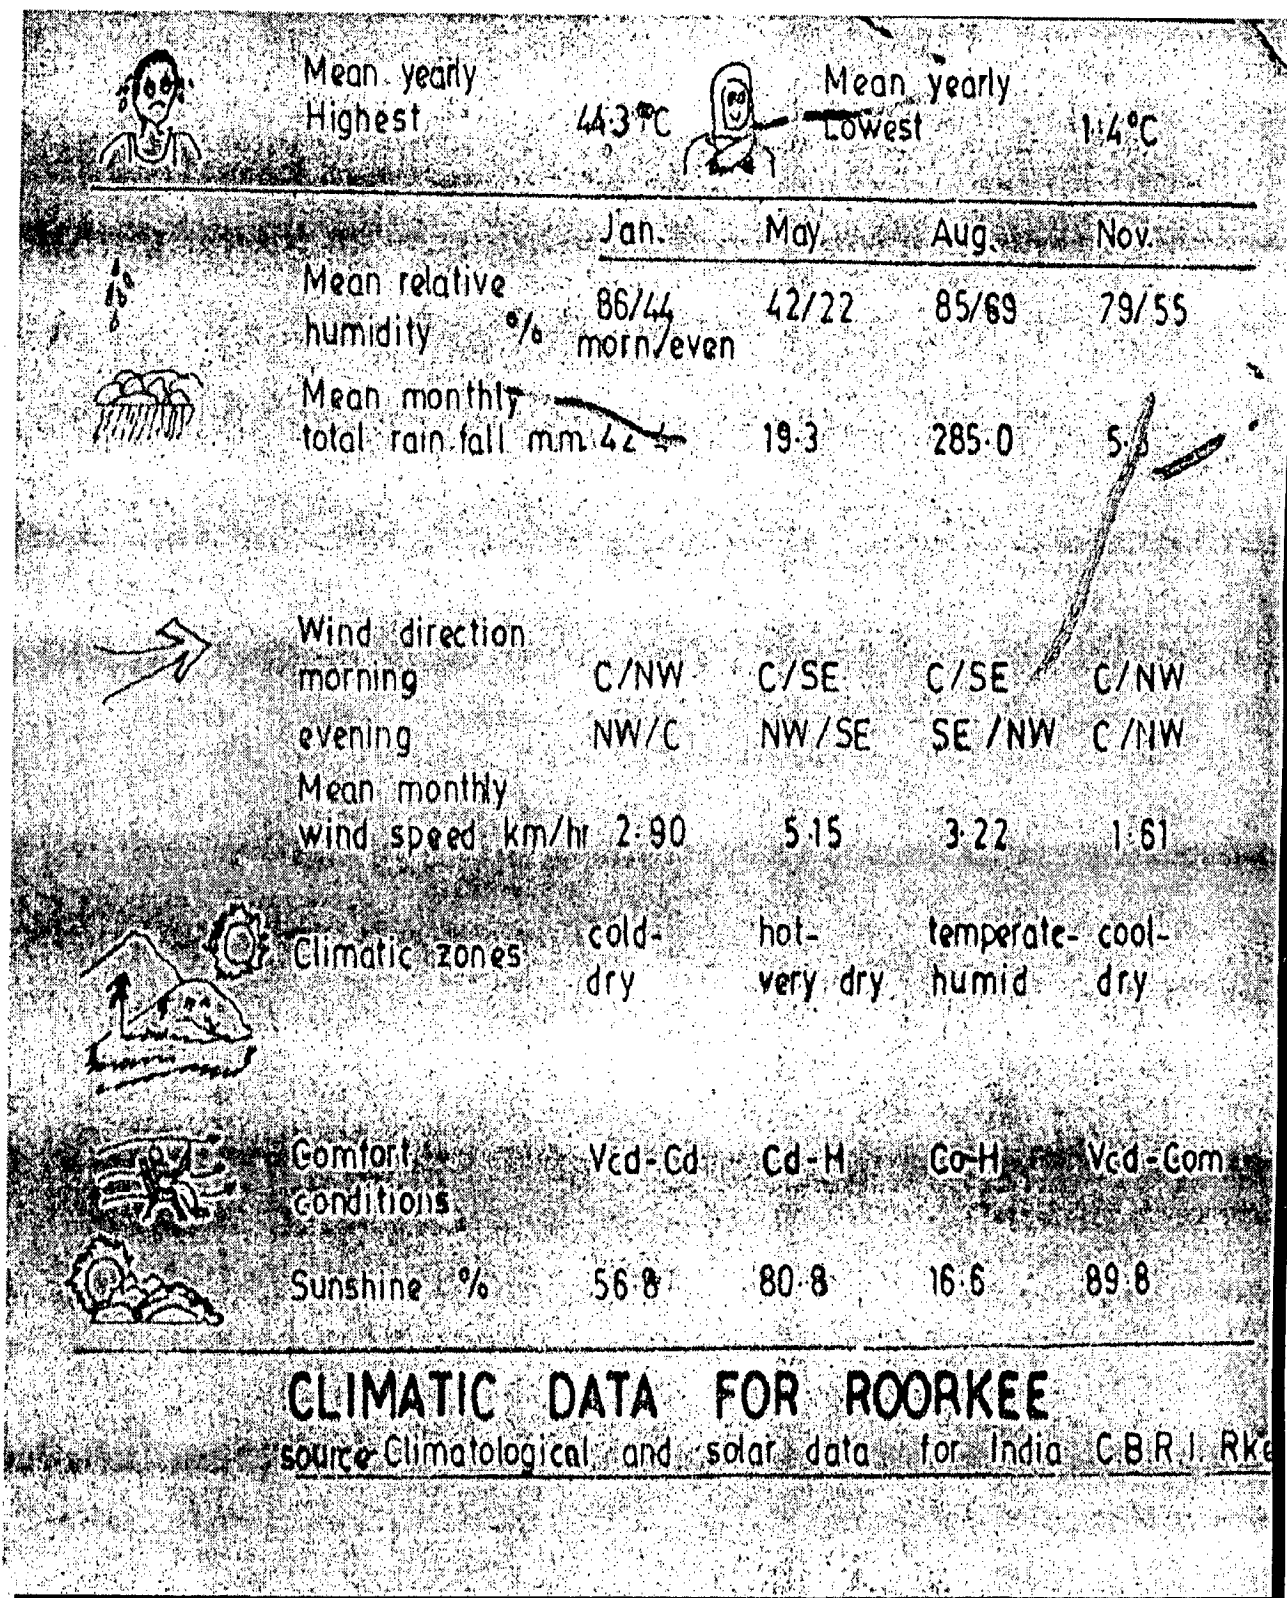 Mean yearly Mean yearly
Highest 44.3°C Lowest 1.4°C
Jan. May Aug. Nov.
Mean relative
humidity % 86/44 42/22 85/69 79/55
morn/even
Mean monthly
total rain fall m.m. 19.3 285.0
Wind direction
morning C/NW C/SE C/SE C/NW
evening NW/C NW/SE SE/NW C/NW
Mean monthly
wind speed km/hr 2.90 5.15 3.22 1.61
Climatic zones cold- hot- temperate- cool-
dry very dry humid dry
Comfort Vcd-Cd Cd-H Co-H Vcd-Com
conditions
Sunshine % 56.8 80.8 16.6 89.8
CLIMATIC DATA FOR ROORKEE
source Climatological and solar data for India C.B.R.I. Rke